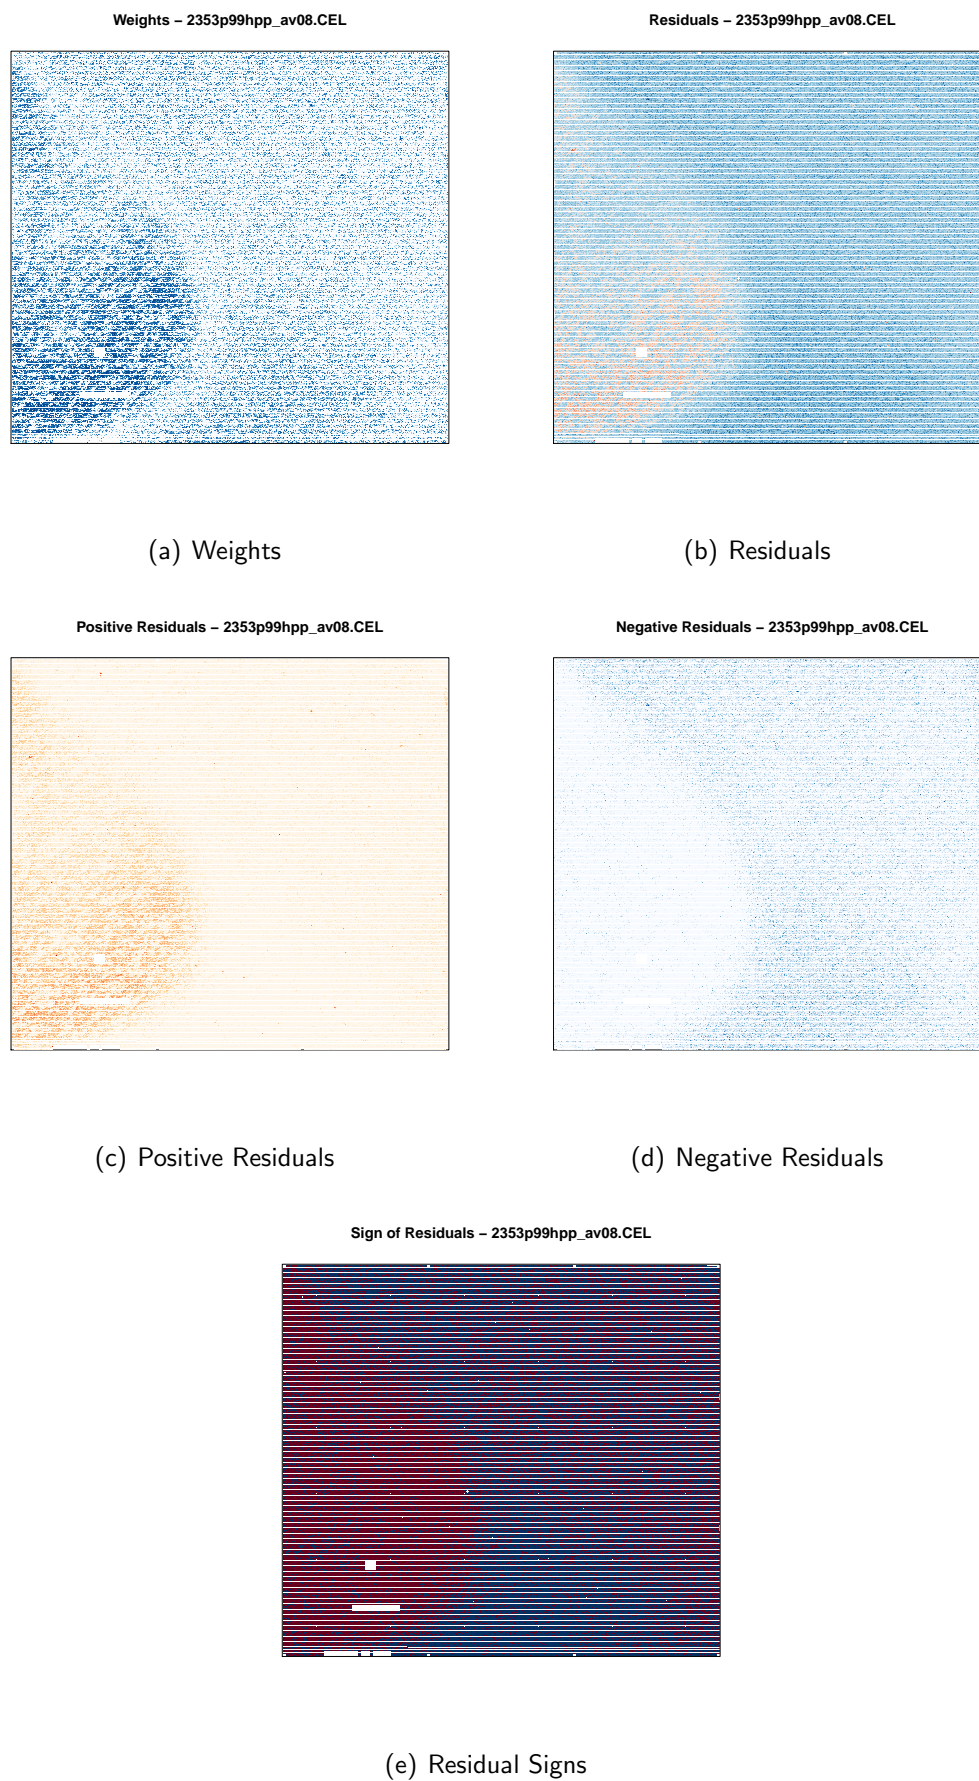 Weights – 2353p99hpp_av08.CEL
Residuals – 2353p99hpp_av08.CEL
(a) Weights
(b) Residuals
Positive Residuals – 2353p99hpp_av08.CEL
Negative Residuals – 2353p99hpp_av08.CEL
(c) Positive Residuals
(d) Negative Residuals
Sign of Residuals – 2353p99hpp_av08.CEL
(e) Residual Signs